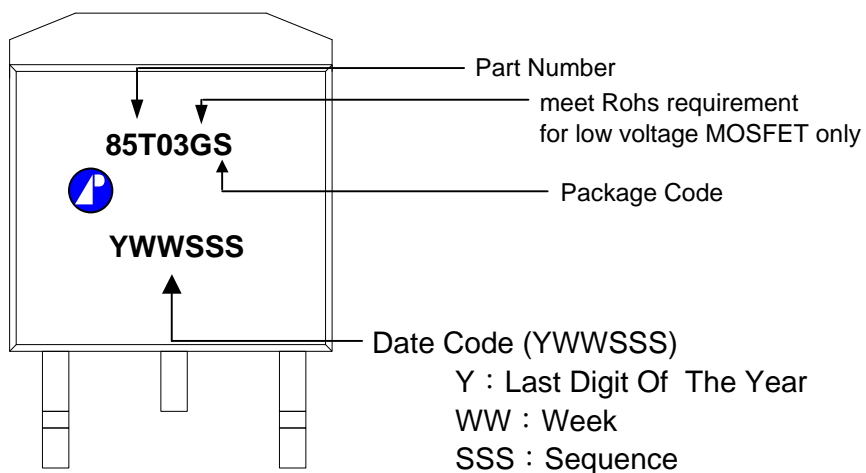 Part Number
meet Rohs requirement
for low voltage MOSFET only
85T03GS
Package Code
YWWSSS
Date Code (YWWSSS)
Y：Last Digit Of The Year
WW：Week
SSS：Sequence